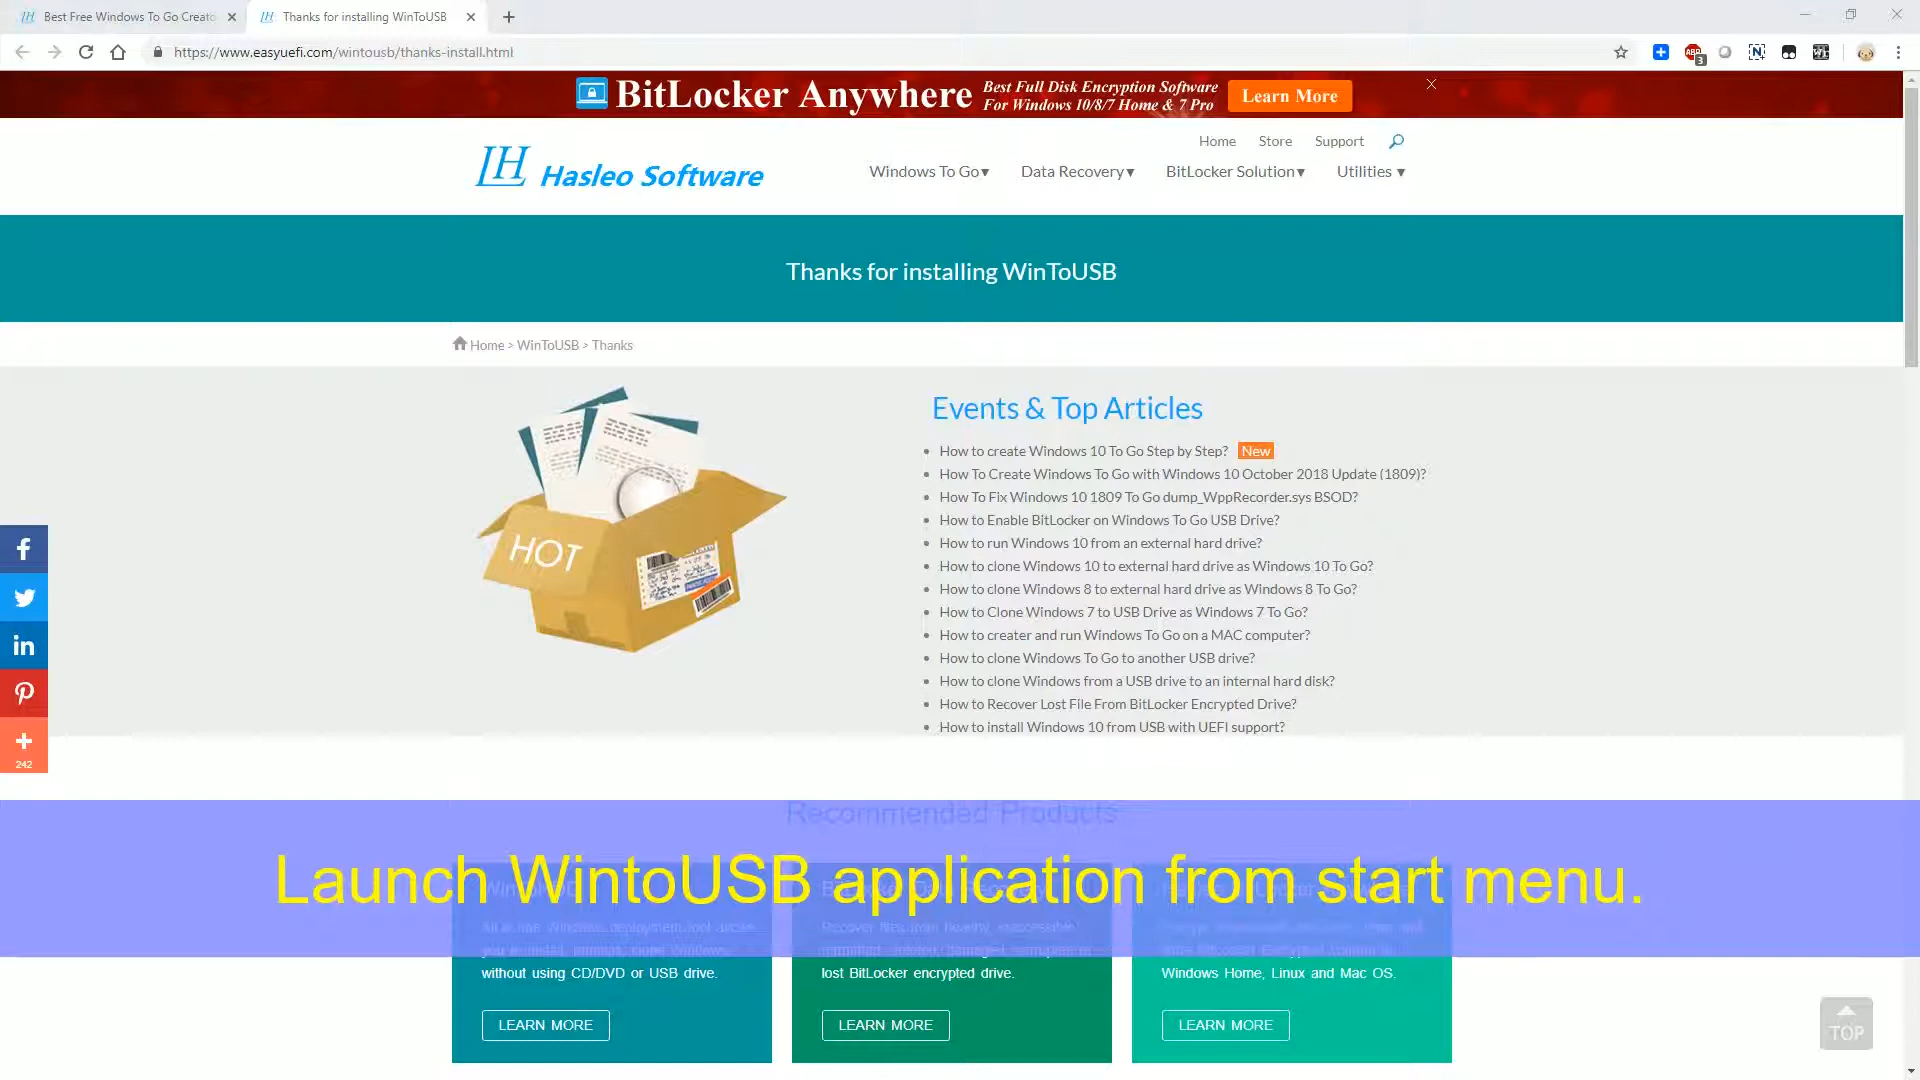 Best Free Windows To Go Creato
Thanks for installing WinToUSB
https://www.easyuefi.com/wintousb/thanks-install.html
ABP
3
BitLocker Anywhere
Best Full Disk Encryption Software
For Windows 10/8/7 Home & 7 Pro
Learn More
Home
Store
Support
LH Hasleo Software
Windows To Go▼
Data Recovery▼
BitLocker Solution▼
Utilities ▼
Thanks for installing WinToUSB
Home > WinToUSB > Thanks
HOT
Events & Top Articles
How to create Windows 10 To Go Step by Step? New
How To Create Windows To Go with Windows 10 October 2018 Update (1809)?
How To Fix Windows 10 1809 To Go dump_WppRecorder.sys BSOD?
How to Enable BitLocker on Windows To Go USB Drive?
How to run Windows 10 from an external hard drive?
How to clone Windows 10 to external hard drive as Windows 10 To Go?
How to clone Windows 8 to external hard drive as Windows 8 To Go?
How to Clone Windows 7 to USB Drive as Windows 7 To Go?
How to creater and run Windows To Go on a MAC computer?
How to clone Windows To Go to another USB drive?
How to clone Windows from a USB drive to an internal hard disk?
How to Recover Lost File From BitLocker Encrypted Drive?
How to install Windows 10 from USB with UEFI support?
242
Recommended Products
Launch WintoUSB application from start menu.
without using CD/DVD or USB drive.
lost BitLocker encrypted drive.
Windows Home, Linux and Mac OS.
LEARN MORE
LEARN MORE
LEARN MORE
TOP